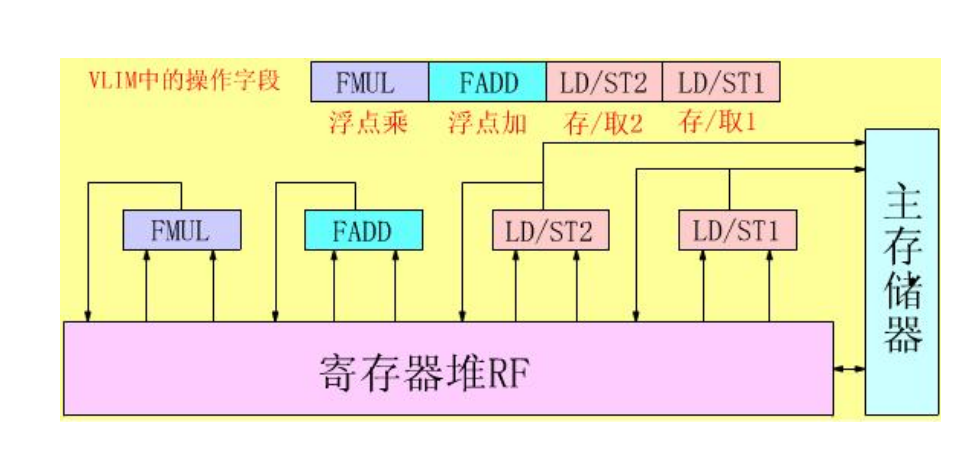 VLIM中的操作字段 FMUL FADD LD/ST2 LD/ST1
浮点乘 浮点加 存/取2 存/取1
FMUL FADD LD/ST2 LD/ST1
主存储器
寄存器堆RF